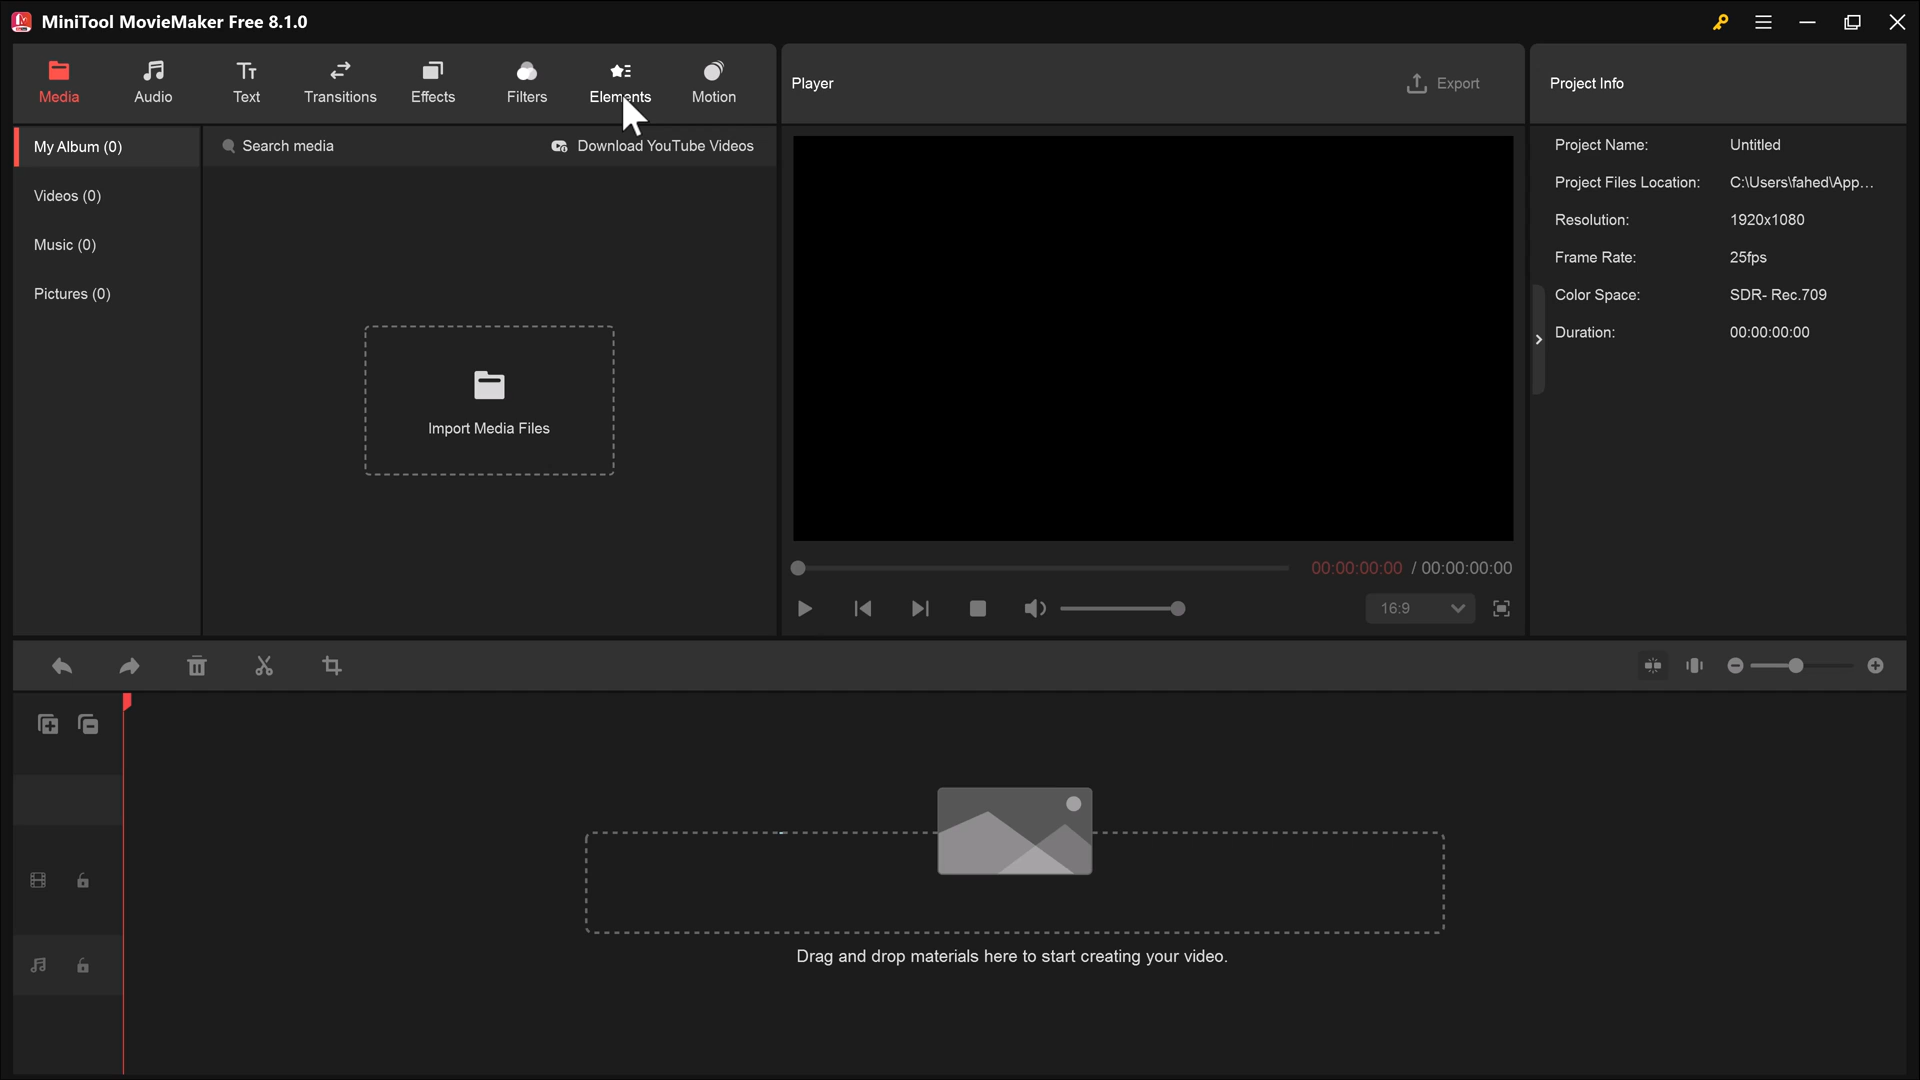 MiniTool MovieMaker Free 8.1.0
Media
Audio
Text
Transitions
Effects
Filters
Elements
Motion
Player
Export
Project Info
My Album (0)
Videos (0)
Music (0)
Pictures (0)
Search media
Download YouTube Videos
Import Media Files
Project Name: Untitled
Project Files Location: C:\Users\fahed\App...
Resolution: 1920x1080
Frame Rate: 25fps
Color Space: SDR- Rec.709
Duration: 00:00:00:00
00:00:00:00 / 00:00:00:00
16:9
Drag and drop materials here to start creating your video.